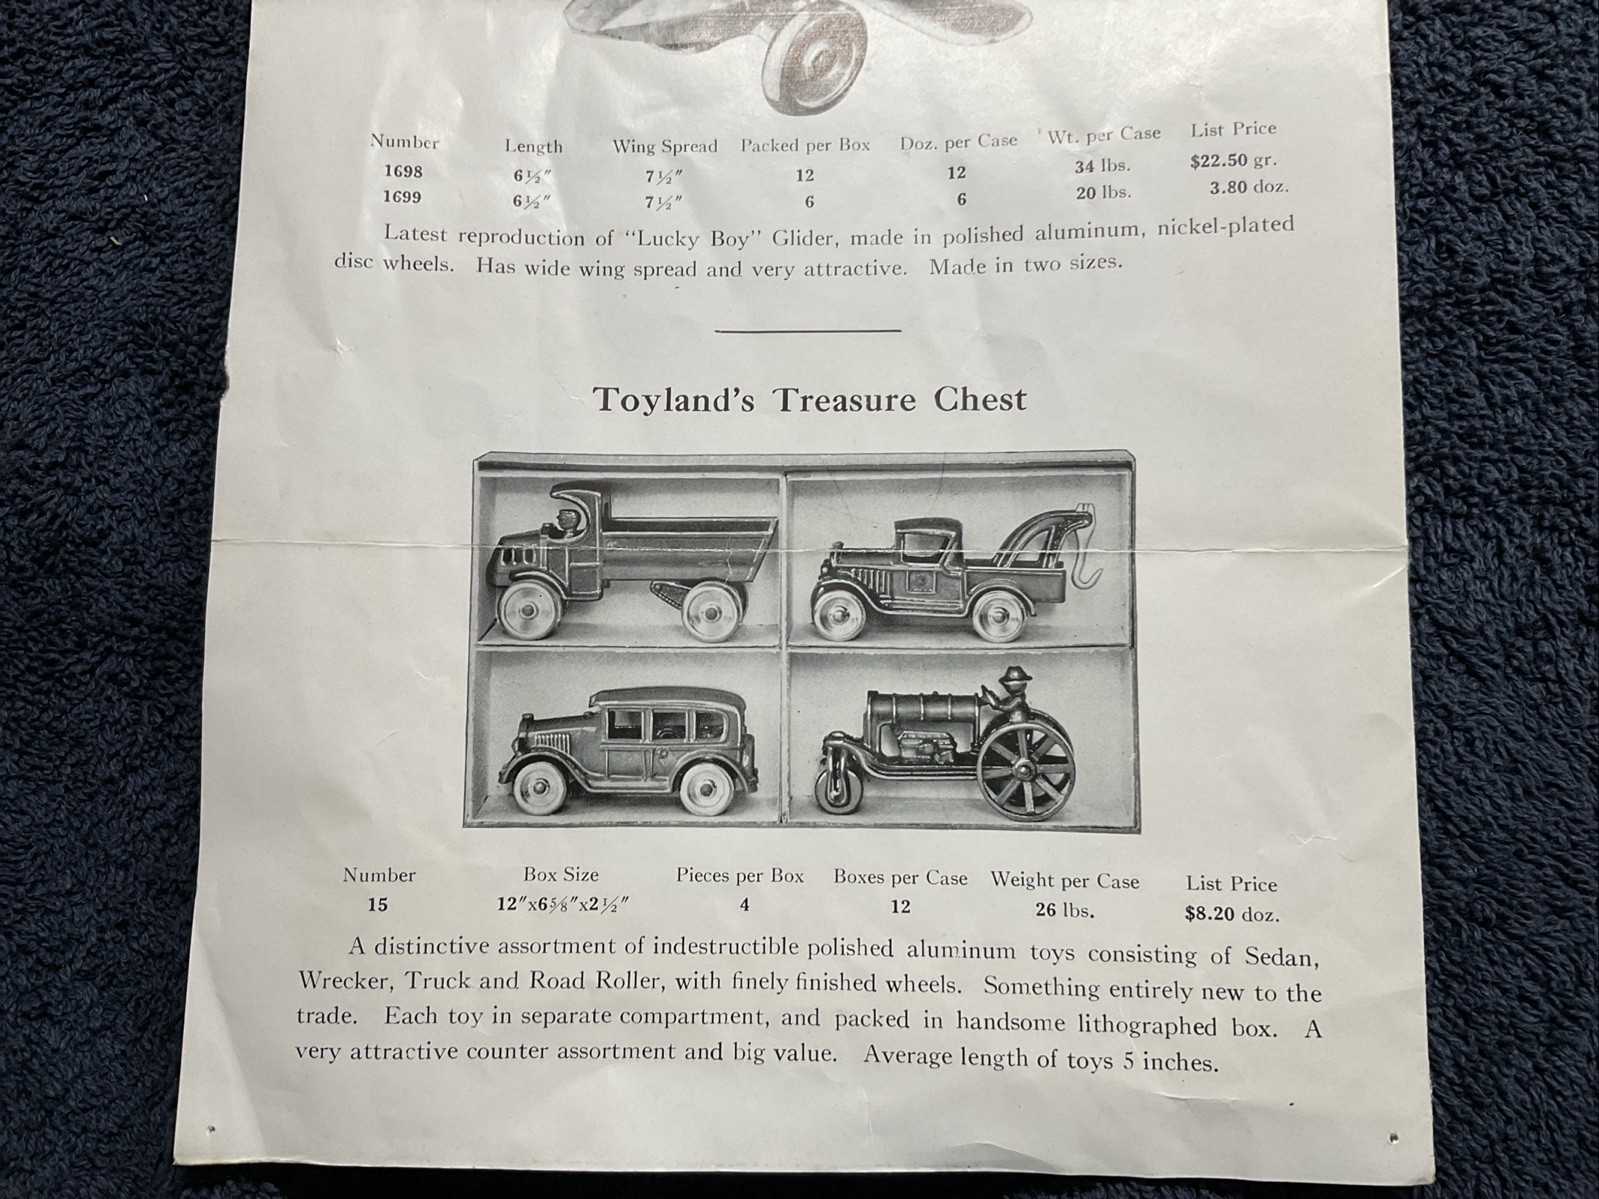 Number Length Wing Spread Packed per Box Doz. per Case Wt. per Case List Price
1698 6½" 7½" 12 12 34 lbs. $22.50 gr.
1699 6½" 7½" 6 6 20 lbs. 3.80 doz.
Latest reproduction of “Lucky Boy” Glider, made in polished aluminum, nickel-plated
disc wheels. Has wide wing spread and very attractive. Made in two sizes.
Toyland's Treasure Chest
Number Box Size Pieces per Box Boxes per Case Weight per Case List Price
15 12"x6⅝"x2½" 4 12 26 lbs. $8.20 doz.
A distinctive assortment of indestructible polished aluminum toys consisting of Sedan,
Wrecker, Truck and Road Roller, with finely finished wheels. Something entirely new to the
trade. Each toy in separate compartment, and packed in handsome lithographed box. A
very attractive counter assortment and big value. Average length of toys 5 inches.